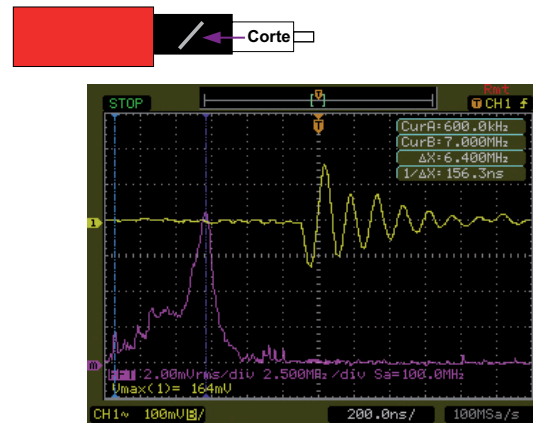 Corte
Rmt
STOP
T CH1
CurA=600.0kHz
CurB=7.000MHz
ΔX=6.400MHz
1/ΔX=156.3ns
T
1
m
FFT:2.00mVrms/div 2.500MHz/div Sa=100.0MHz
Vmax(1)= 164mV
CH1~ 100mVB/ 200.0ns/ 100MSa/s